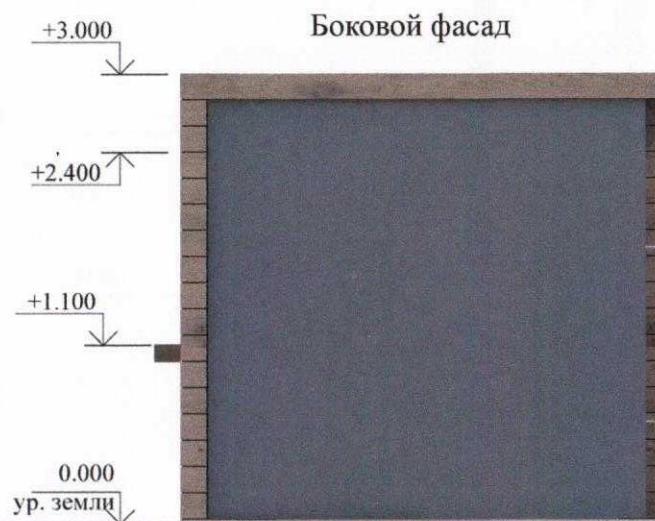 Боковой фасад
+3.000
+2.400
+1.100
0.000
ур. земли